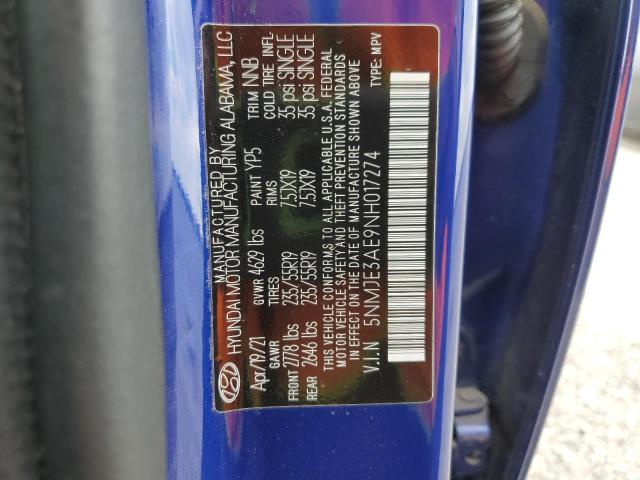 MANUFACTURED BY
HYUNDAI MOTOR MANUFACTURING ALABAMA, LLC
Apr/19/21 GVWR 4629 lbs PAINT YP5 TRIM NNB
GAWR TIRES RIMS COLD TIRE INFL
FRONT 2778 lbs 235/55R19 7.5JX19 35 psi SINGLE
REAR 2646 lbs 235/55R19 7.5JX19 35 psi SINGLE
THIS VEHICLE CONFORMS TO ALL APPLICABLE U.S.A. FEDERAL
MOTOR VEHICLE SAFETY AND THEFT PREVENTION STANDARDS
IN EFFECT ON THE DATE OF MANUFACTURE SHOWN ABOVE
V.I.N 5NMJE3AE9NH017274 TYPE: MPV